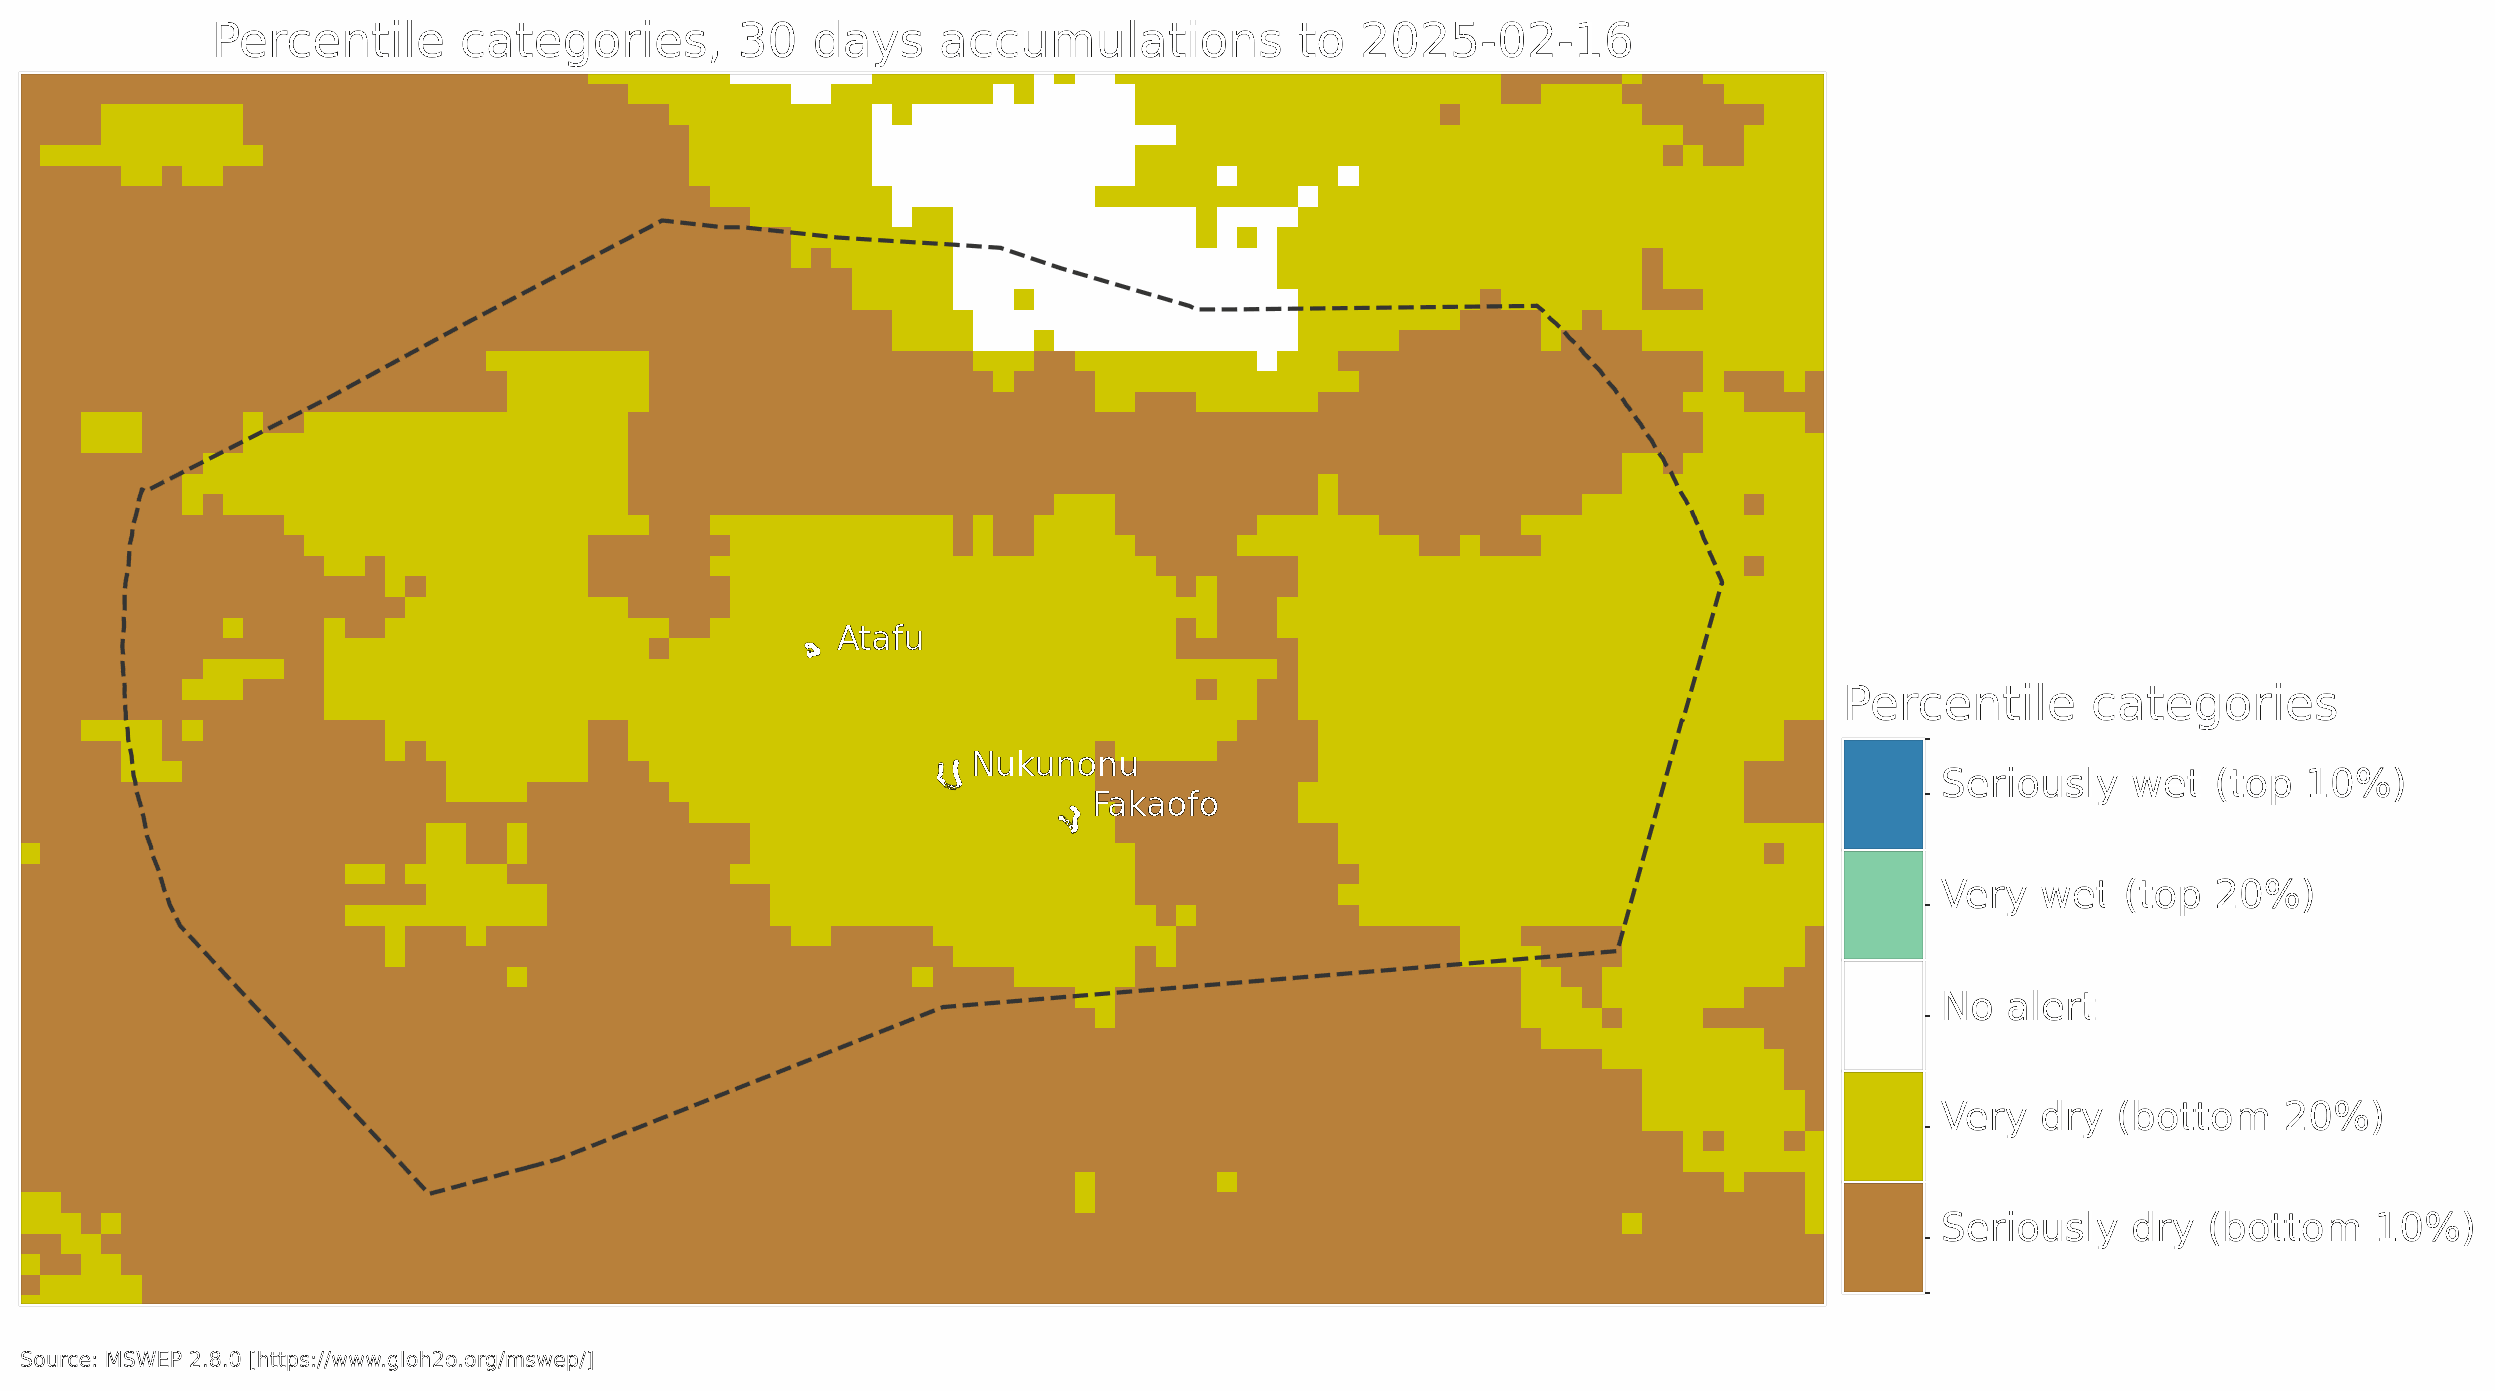 Percentile categories, 30 days accumulations to 2025-02-16
Atafu
Nukunonu
Fakaofo
Percentile categories
Seriously wet (top 10%)
Very wet (top 20%)
No alert
Very dry (bottom 20%)
Seriously dry (bottom 10%)
Source: MSWEP 2.8.0 [https://www.gloh2o.org/mswep/]